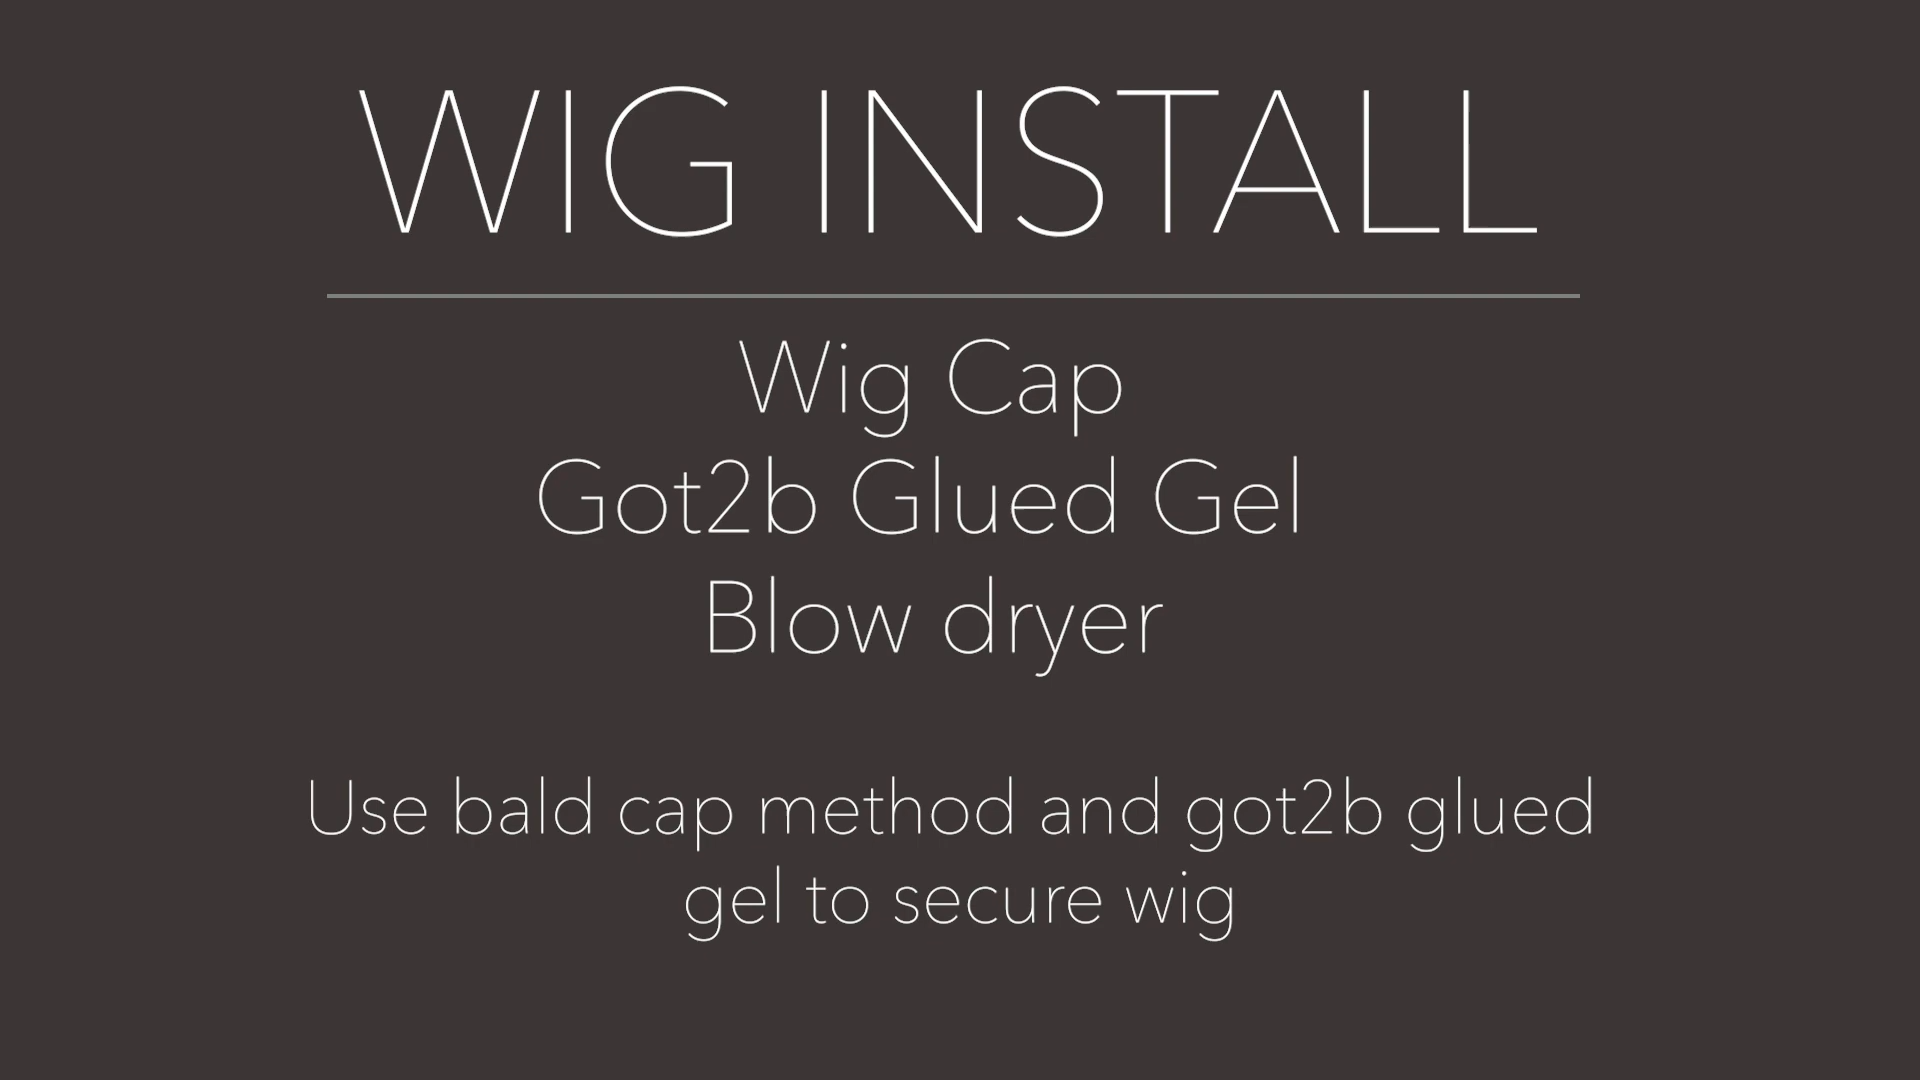 WIG INSTALL
Wig Cap
Got2b Glued Gel
Blow dryer
Use bald cap method and got2b glued
gel to secure wig